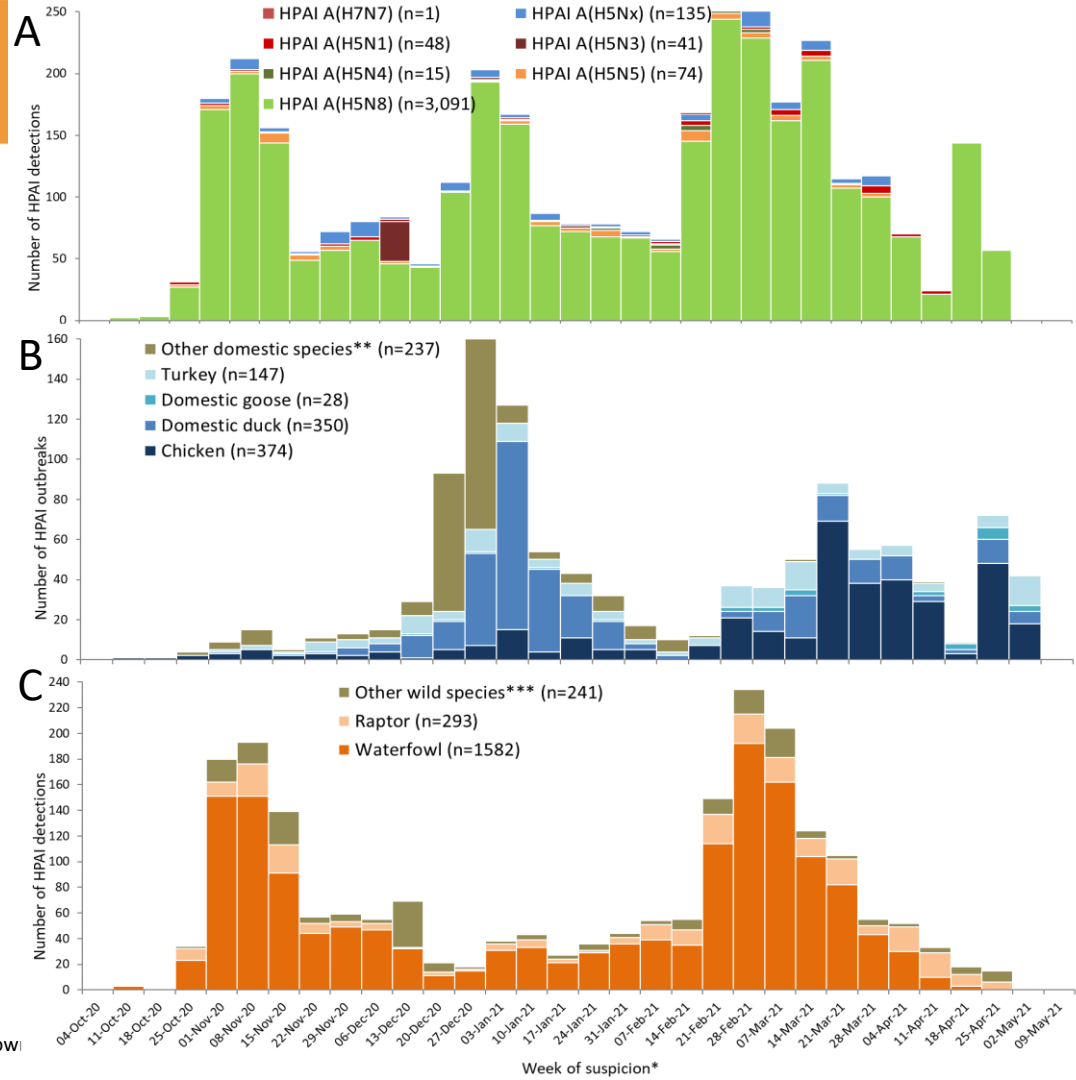 A
HPAI A(H7N7) (n=1)
HPAI A(H5Nx) (n=135)
HPAI A(H5N1) (n=48)
HPAI A(H5N3) (n=41)
HPAI A(H5N4) (n=15)
HPAI A(H5N5) (n=74)
HPAI A(H5N8) (n=3,091)
Number of HPAI detections
250
200
150
100
50
0
B
Other domestic species** (n=237)
Turkey (n=147)
Domestic goose (n=28)
Domestic duck (n=350)
Chicken (n=374)
Number of HPAI outbreaks
160
140
120
100
80
60
40
20
0
C
Other wild species*** (n=241)
Raptor (n=293)
Waterfowl (n=1582)
Number of HPAI detections
240
220
200
180
160
140
120
100
80
60
40
20
0
04-Oct-20
11-Oct-20
18-Oct-20
25-Oct-20
01-Nov-20
08-Nov-20
15-Nov-20
22-Nov-20
29-Nov-20
06-Dec-20
13-Dec-20
20-Dec-20
27-Dec-20
03-Jan-21
10-Jan-21
17-Jan-21
24-Jan-21
31-Jan-21
07-Feb-21
14-Feb-21
21-Feb-21
28-Feb-21
07-Mar-21
14-Mar-21
21-Mar-21
28-Mar-21
04-Apr-21
11-Apr-21
18-Apr-21
25-Apr-21
02-May-21
09-May-21
Week of suspicion*